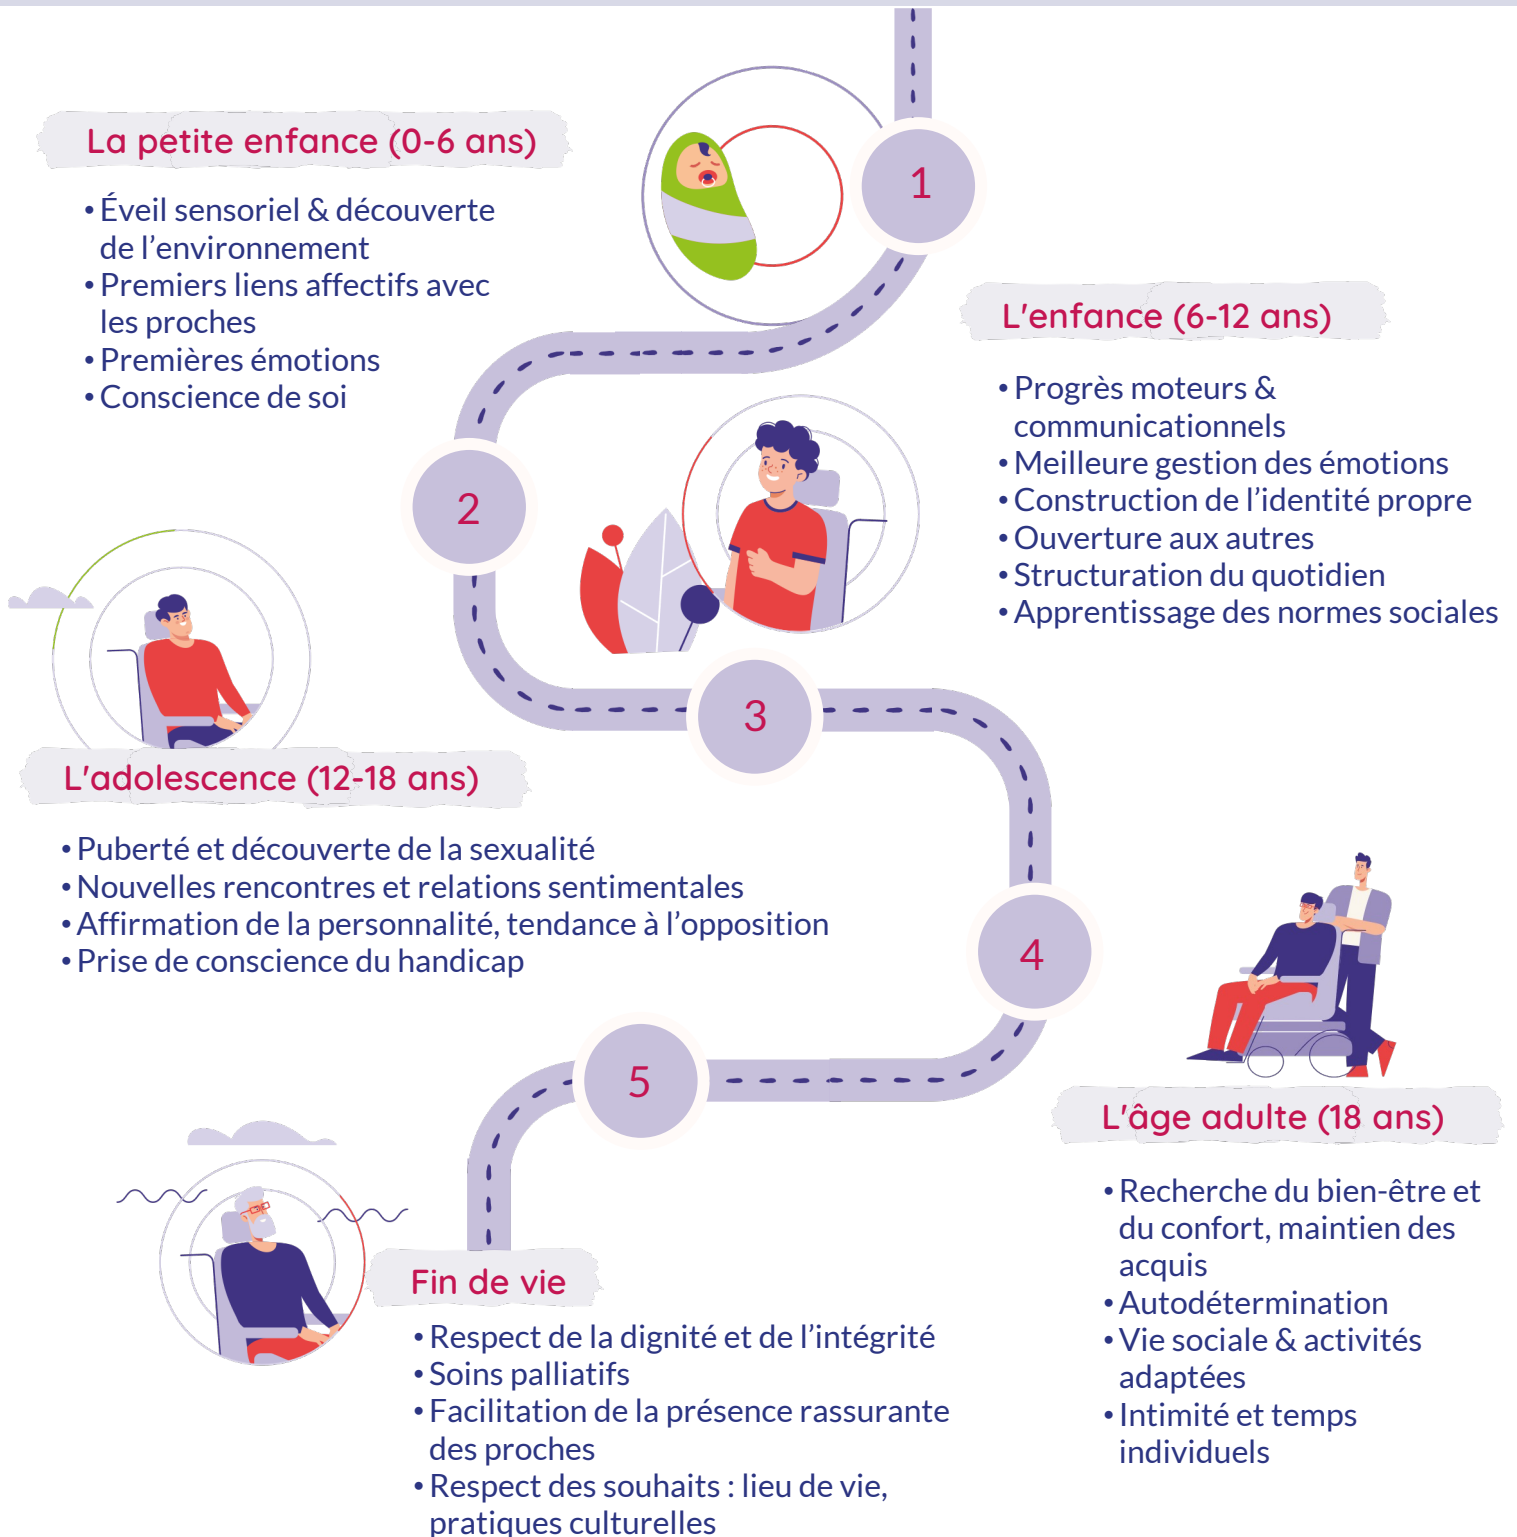 1
La petite enfance (0-6 ans)
• Éveil sensoriel & découverte
de l’environnement
• Premiers liens affectifs avec
les proches
• Premières émotions
• Conscience de soi
2
L'enfance (6-12 ans)
• Progrès moteurs &
communicationnels
• Meilleure gestion des émotions
• Construction de l’identité propre
• Ouverture aux autres
• Structuration du quotidien
• Apprentissage des normes sociales
3
L'adolescence (12-18 ans)
• Puberté et découverte de la sexualité
• Nouvelles rencontres et relations sentimentales
• Affirmation de la personnalité, tendance à l’opposition
• Prise de conscience du handicap
4
L'âge adulte (18 ans)
• Recherche du bien-être et
du confort, maintien des
acquis
• Autodétermination
• Vie sociale & activités
adaptées
• Intimité et temps
individuels
5
Fin de vie
• Respect de la dignité et de l’intégrité
• Soins palliatifs
• Facilitation de la présence rassurante
des proches
• Respect des souhaits : lieu de vie,
pratiques culturelles